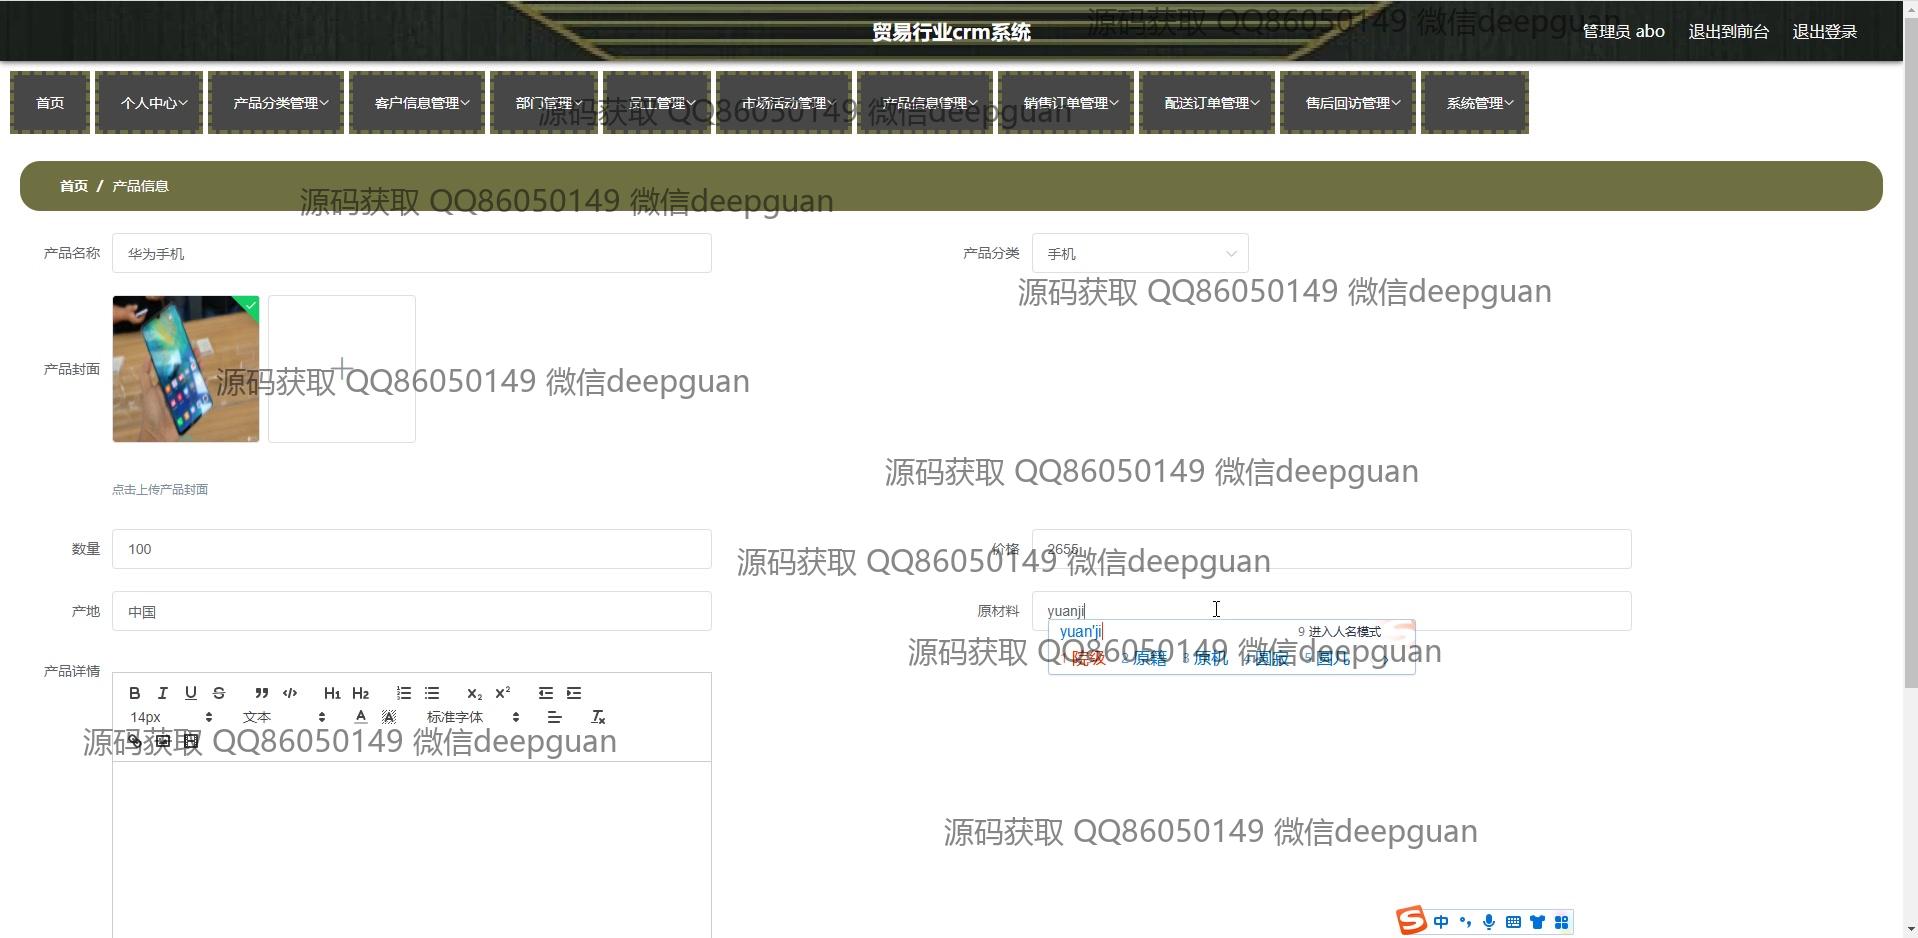 贸易行业crm系统
源码获取 QQ86050149 微信deepguan
管理员 abo
退出到前台
退出登录
首页
个人中心
产品分类管理
客户信息管理
部门管理
员工管理
市场活动管理
产品信息管理
销售订单管理
配送订单管理
售后回访管理
系统管理
源码获取 QQ86050149 微信deepguan
首页 / 产品信息
源码获取 QQ86050149 微信deepguan
产品名称
华为手机
产品分类
手机
源码获取 QQ86050149 微信deepguan
产品封面
源码获取 QQ86050149 微信deepguan
源码获取 QQ86050149 微信deepguan
点击上传产品封面
数量
100
价格
2655
源码获取 QQ86050149 微信deepguan
产地
中国
原材料
yuanji
yuan'ji
9 进入人名模式
1 院级 2 原籍 3 原机 4 圆圾 5 圆几
源码获取 QQ86050149 微信deepguan
产品详情
B I U S ” </> H1 H2 X2 X2
14px
文本
A A
标准字体
Tx
源码获取 QQ86050149 微信deepguan
源码获取 QQ86050149 微信deepguan
S 中